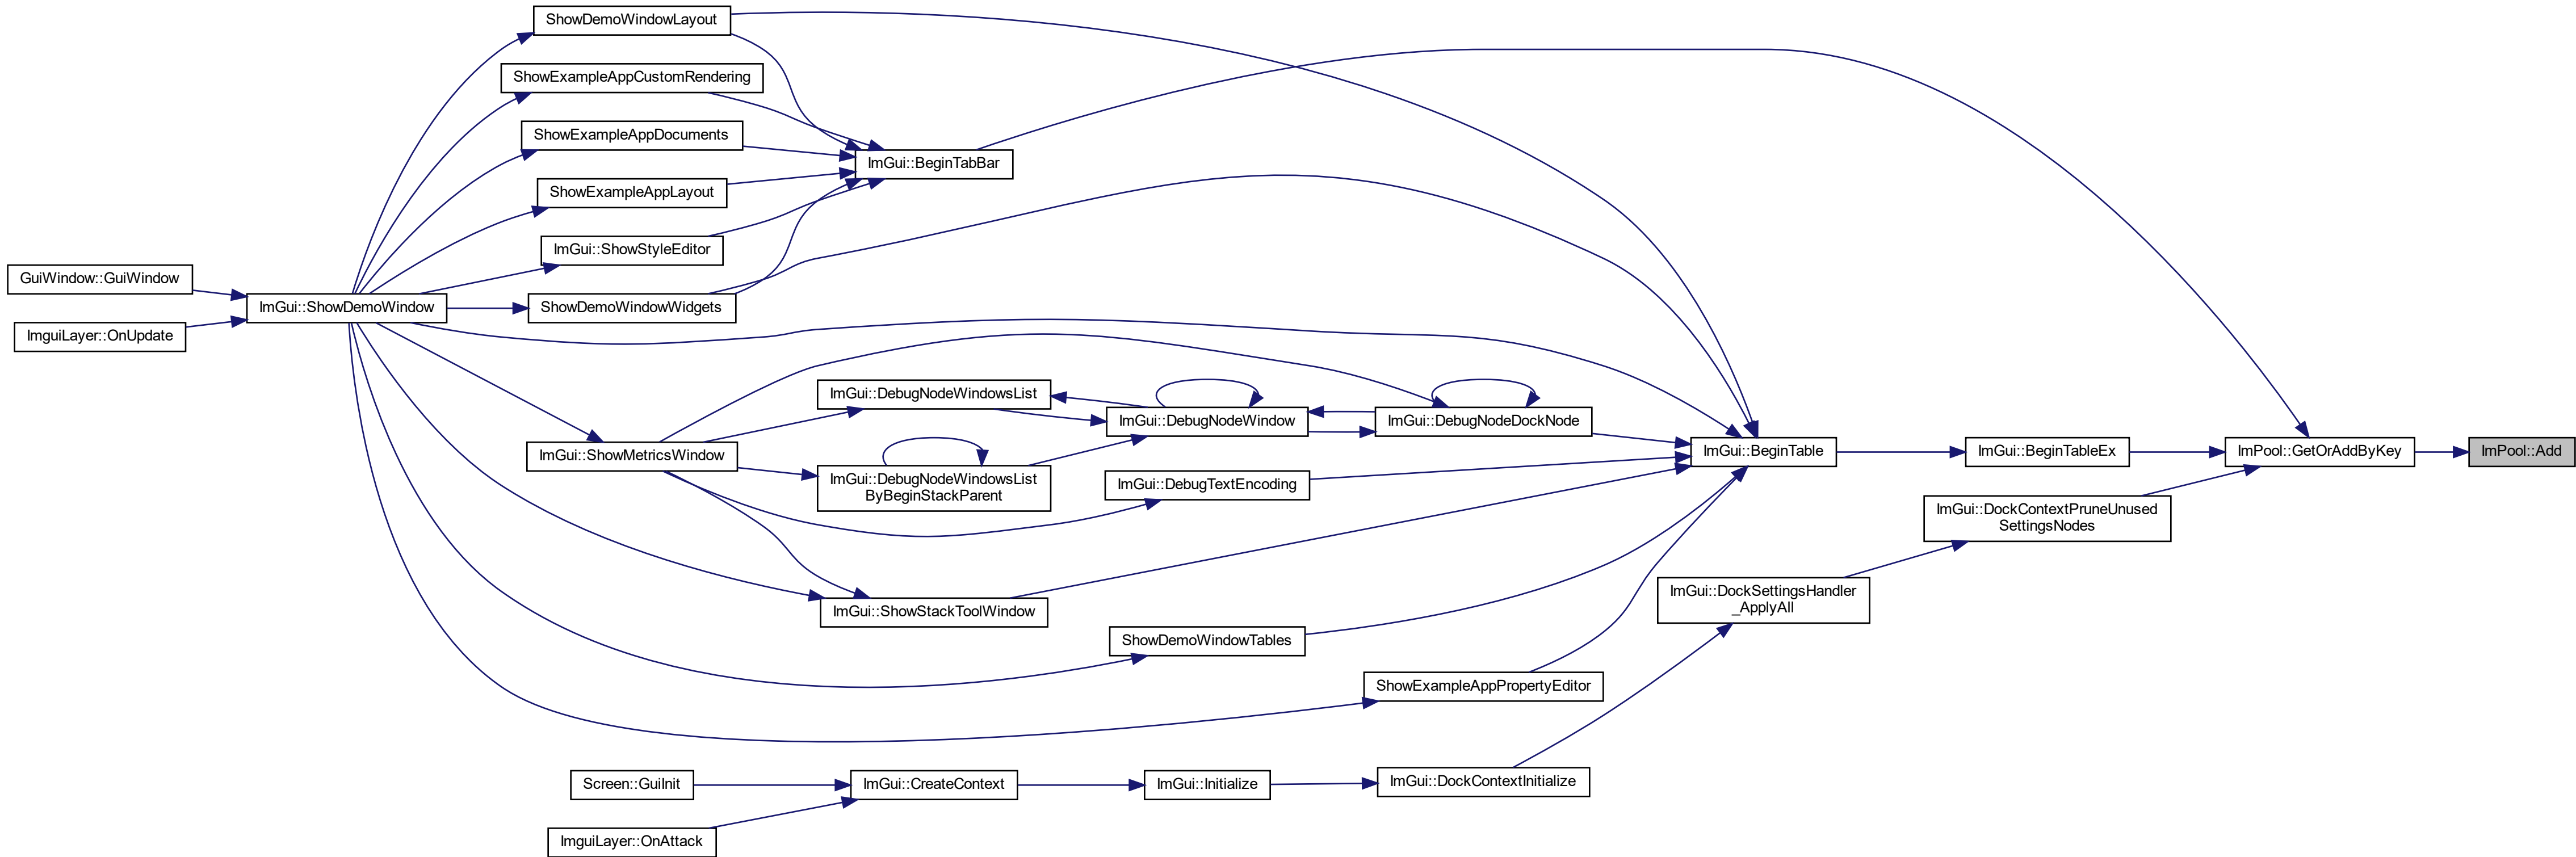 ShowDemoWindowLayout
ShowExampleAppCustomRendering
ShowExampleAppDocuments
ImGui::BeginTabBar
ShowExampleAppLayout
ImGui::ShowStyleEditor
GuiWindow::GuiWindow
ImGui::ShowDemoWindow
ShowDemoWindowWidgets
ImguiLayer::OnUpdate
ImGui::DebugNodeWindowsList
ImGui::DebugNodeWindow
ImGui::DebugNodeDockNode
ImGui::ShowMetricsWindow
ImGui::BeginTable
ImGui::BeginTableEx
ImPool::GetOrAddByKey
ImPool::Add
ImGui::DebugNodeWindowsList
ByBeginStackParent
ImGui::DebugTextEncoding
ImGui::DockContextPruneUnused
SettingsNodes
ImGui::DockSettingsHandler
_ApplyAll
ImGui::ShowStackToolWindow
ShowDemoWindowTables
ShowExampleAppPropertyEditor
Screen::GuiInit
ImGui::CreateContext
ImGui::Initialize
ImGui::DockContextInitialize
ImguiLayer::OnAttack